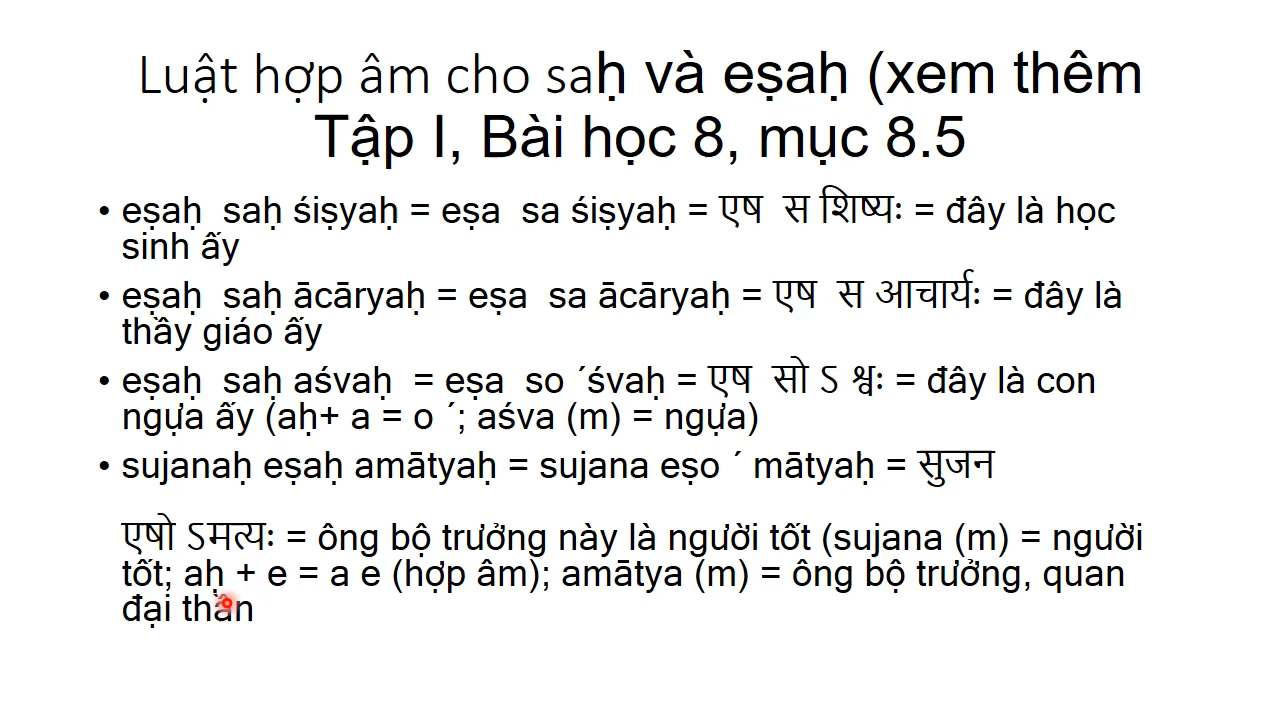 Luật hợp âm cho saḥ và eṣaḥ (xem thêm
Tập I, Bài học 8, mục 8.5
• eṣaḥ  saḥ śiṣyaḥ = eṣa  sa śiṣyaḥ = एष  स शिष्यः = đây là học
sinh ấy
• eṣaḥ  saḥ ācāryaḥ = eṣa  sa ācāryaḥ = एष  स आचार्यः = đây là
thầy giáo ấy
• eṣaḥ  saḥ aśvaḥ  = eṣa  so ´śvaḥ = एष  सो ऽ श्वः = đây là con
ngựa ấy (aḥ+ a = o ´; aśva (m) = ngựa)
• sujanaḥ eṣaḥ amātyaḥ = sujana eṣo ´ mātyaḥ = सुजन
एषो ऽमत्यः = ông bộ trưởng này là người tốt (sujana (m) = người
tốt; aḥ + e = a e (hợp âm); amātya (m) = ông bộ trưởng, quan
đại thần